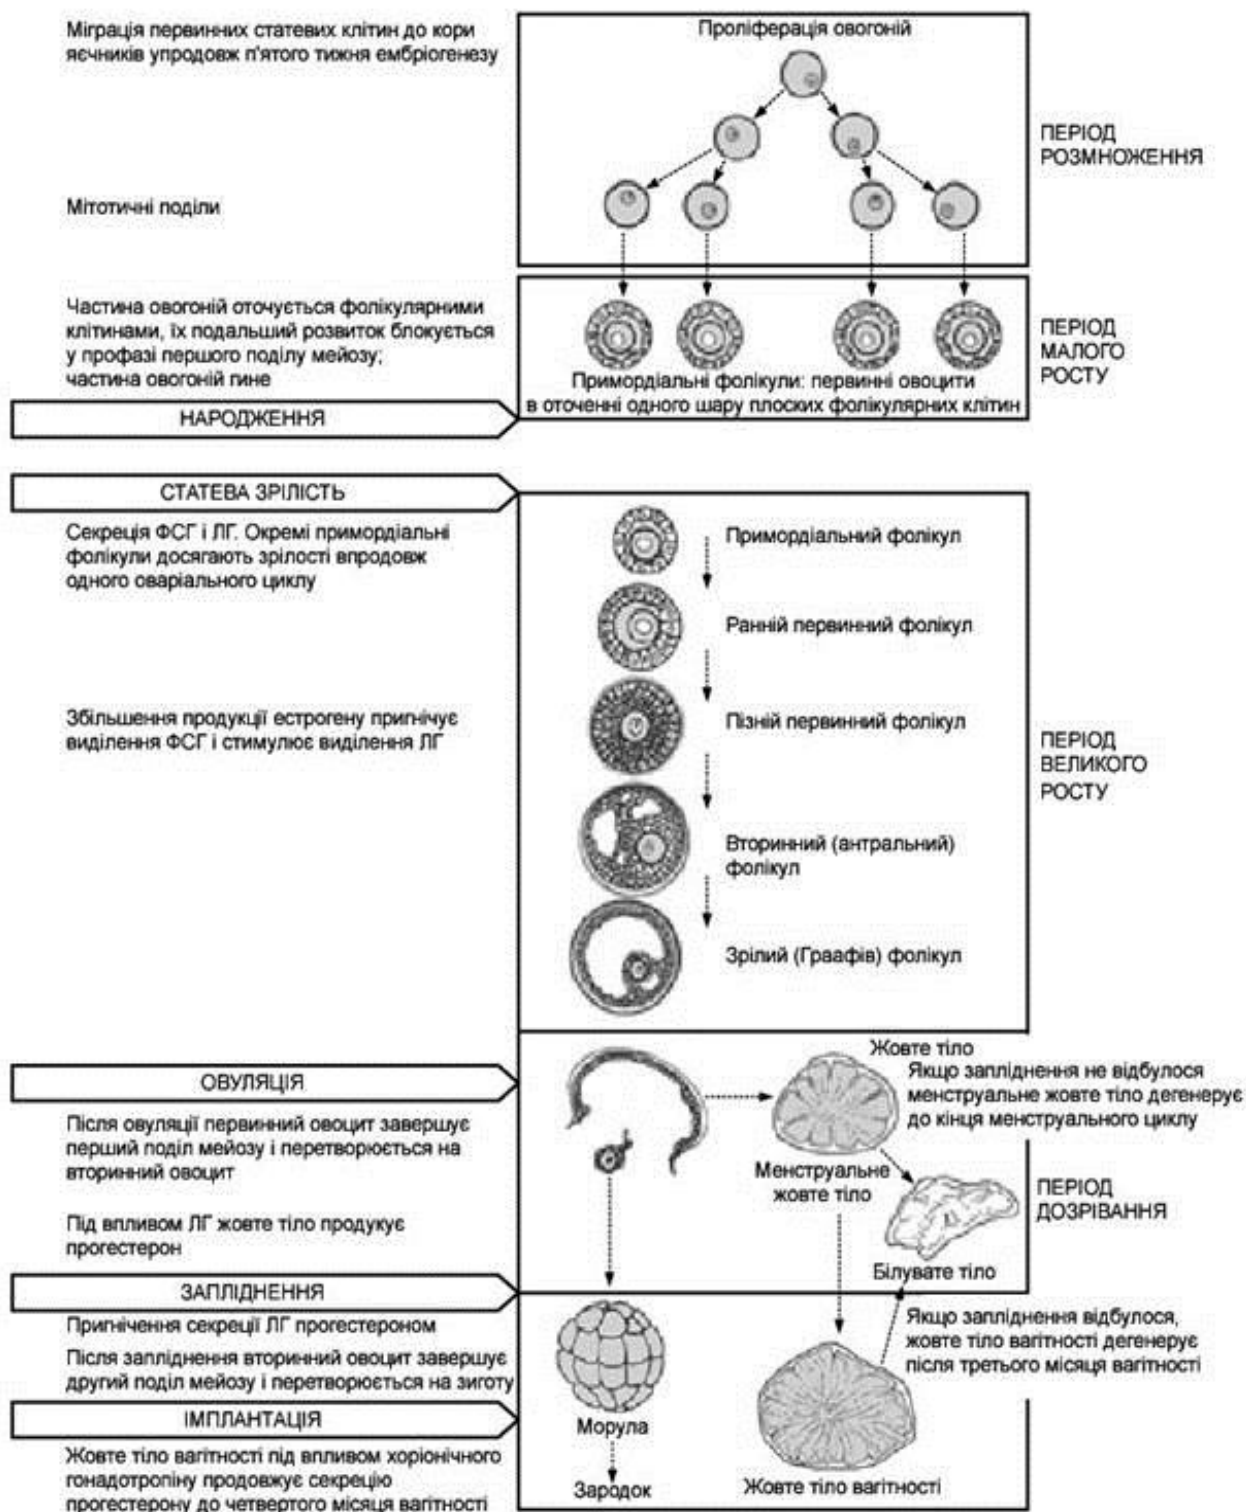 Міграція первинних статевих клітин до кори
яєчників упродовж п'ятого тижня ембріогенезу
Проліферація овогоній
ПЕРІОД
РОЗМНОЖЕННЯ
Мітотичні поділи
Частина овогоній оточується фолікулярними
клітинами, їх подальший розвиток блокується
у профазі першого поділу мейозу;
частина овогоній гине
Примордіальні фолікули: первинні овоцити
в оточенні одного шару плоских фолікулярних клітин
ПЕРІОД
МАЛОГО
РОСТУ
НАРОДЖЕННЯ
СТАТЕВА ЗРІЛІСТЬ
Секреція ФСГ і ЛГ. Окремі примордіальні
фолікули досягають зрілості впродовж
одного оваріального циклу
Примордіальний фолікул
Ранній первинний фолікул
Збільшення продукції естрогену пригнічує
виділення ФСГ і стимулює виділення ЛГ
Пізній первинний фолікул
ПЕРІОД
ВЕЛИКОГО
РОСТУ
Вторинний (антральний)
фолікул
Зрілий (Граафів) фолікул
ОВУЛЯЦІЯ
Після овуляції первинний овоцит завершує
перший поділ мейозу і перетворюється на
вторинний овоцит
Під впливом ЛГ жовте тіло продукує
прогестерон
Жовте тіло
Якщо запліднення не відбулося
менструальне жовте тіло дегенерує
до кінця менструального циклу
Менструальне
жовте тіло
ПЕРІОД
ДОЗРІВАННЯ
Білувате тіло
ЗАПЛІДНЕННЯ
Пригнічення секреції ЛГ прогестероном
Після запліднення вторинний овоцит завершує
другий поділ мейозу і перетворюється на зиготу
Якщо запліднення відбулося,
жовте тіло вагітності дегенерує
після третього місяця вагітності
ІМПЛАНТАЦІЯ
Жовте тіло вагітності під впливом хоріонічного
гонадотропіну продовжує секрецію
прогестерону до четвертого місяця вагітності
Морула
Зародок
Жовте тіло вагітності